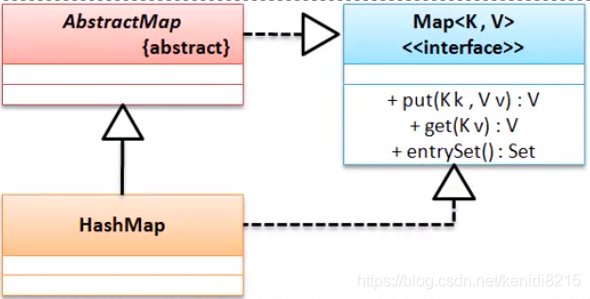 AbstractMap
{abstract}
Map<K, V>
<<interface>>
+ put(K k , V v) : V
+ get(K v) : V
+ entrySet() : Set
HashMap
https://blog.csdn.net/kenidi8215